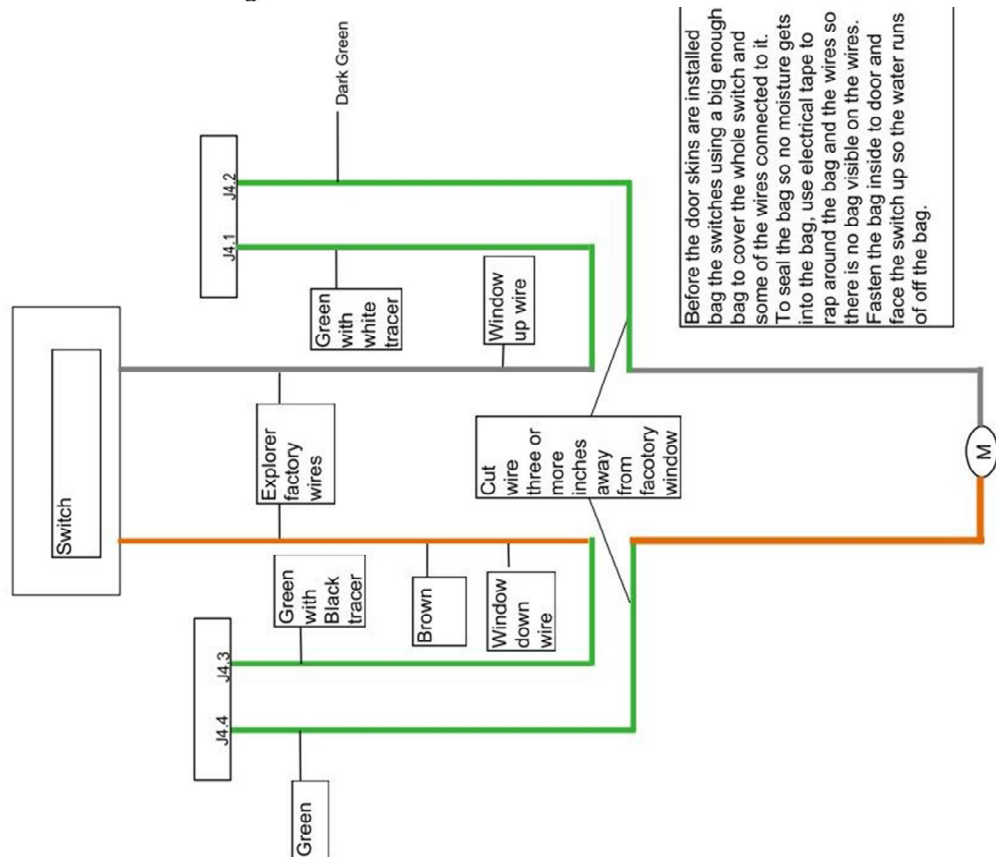 Before the door skins are installed
bag the switches using a big enough
bag to cover the whole switch and
some of the wires connected to it.
To seal the bag so no moisture gets
into the bag, use electrical tape to
rap around the bag and the wires so
there is no bag visible on the wires.
Fasten the bag inside to door and
face the switch up so the water runs
of off the bag.
Dark Green
J4.2
J4.1
Green
with
white
tracer
Window
up wire
Switch
Explorer
factory
wires
Cut
wire
three or
more
inches
away
from
facotory
window
M
Green
with
Black
tracer
Brown
Window
down
wire
J4.3
J4.4
Green